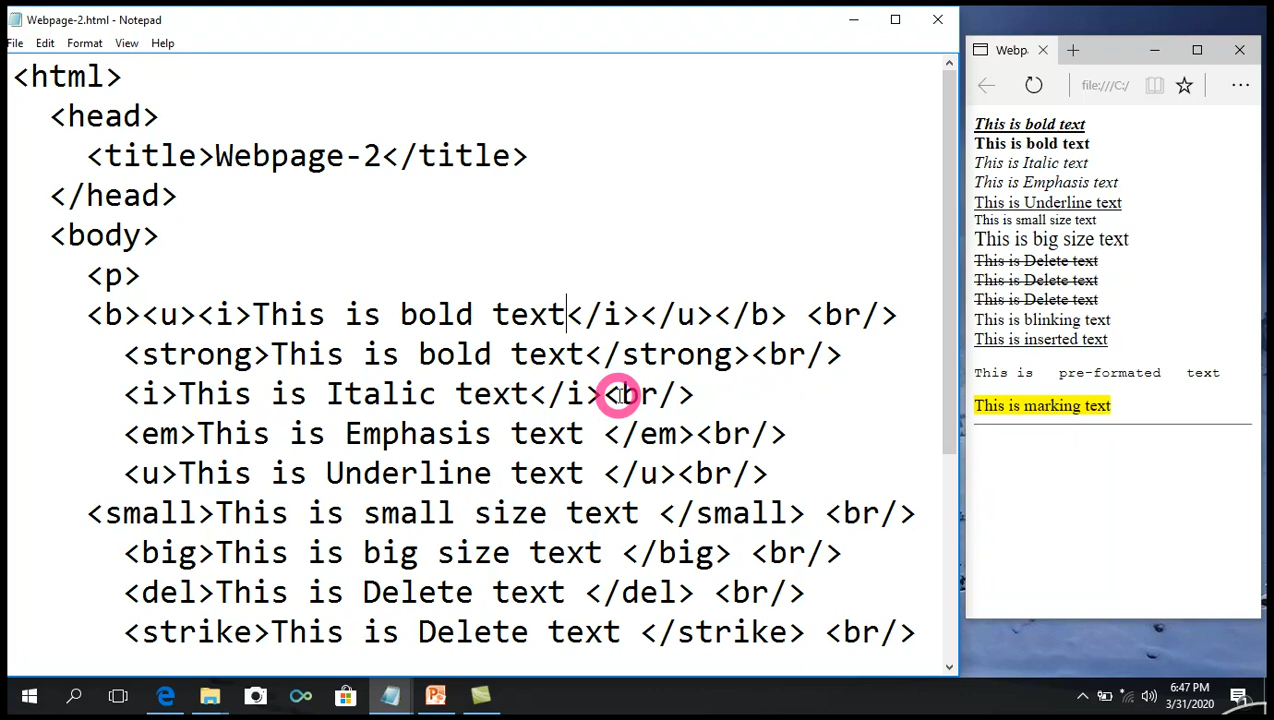 Webpage-2.html - Notepad
File Edit Format View Help
<html>
<head>
<title>Webpage-2</title>
</head>
<body>
<p>
<b><u><i>This is bold text</i></u></b> <br/>
<strong>This is bold text</strong><br/>
<i>This is Italic text</i><br/>
<em>This is Emphasis text </em><br/>
<u>This is Underline text </u><br/>
<small>This is small size text </small> <br/>
<big>This is big size text </big> <br/>
<del>This is Delete text </del> <br/>
<strike>This is Delete text </strike> <br/>
Webp
file:///C:/
This is bold text
This is bold text
This is Italic text
This is Emphasis text
This is Underline text
This is small size text
This is big size text
This is Delete text
This is Delete text
This is Delete text
This is blinking text
This is inserted text
This is pre-formated text
This is marking text
6:47 PM
3/31/2020